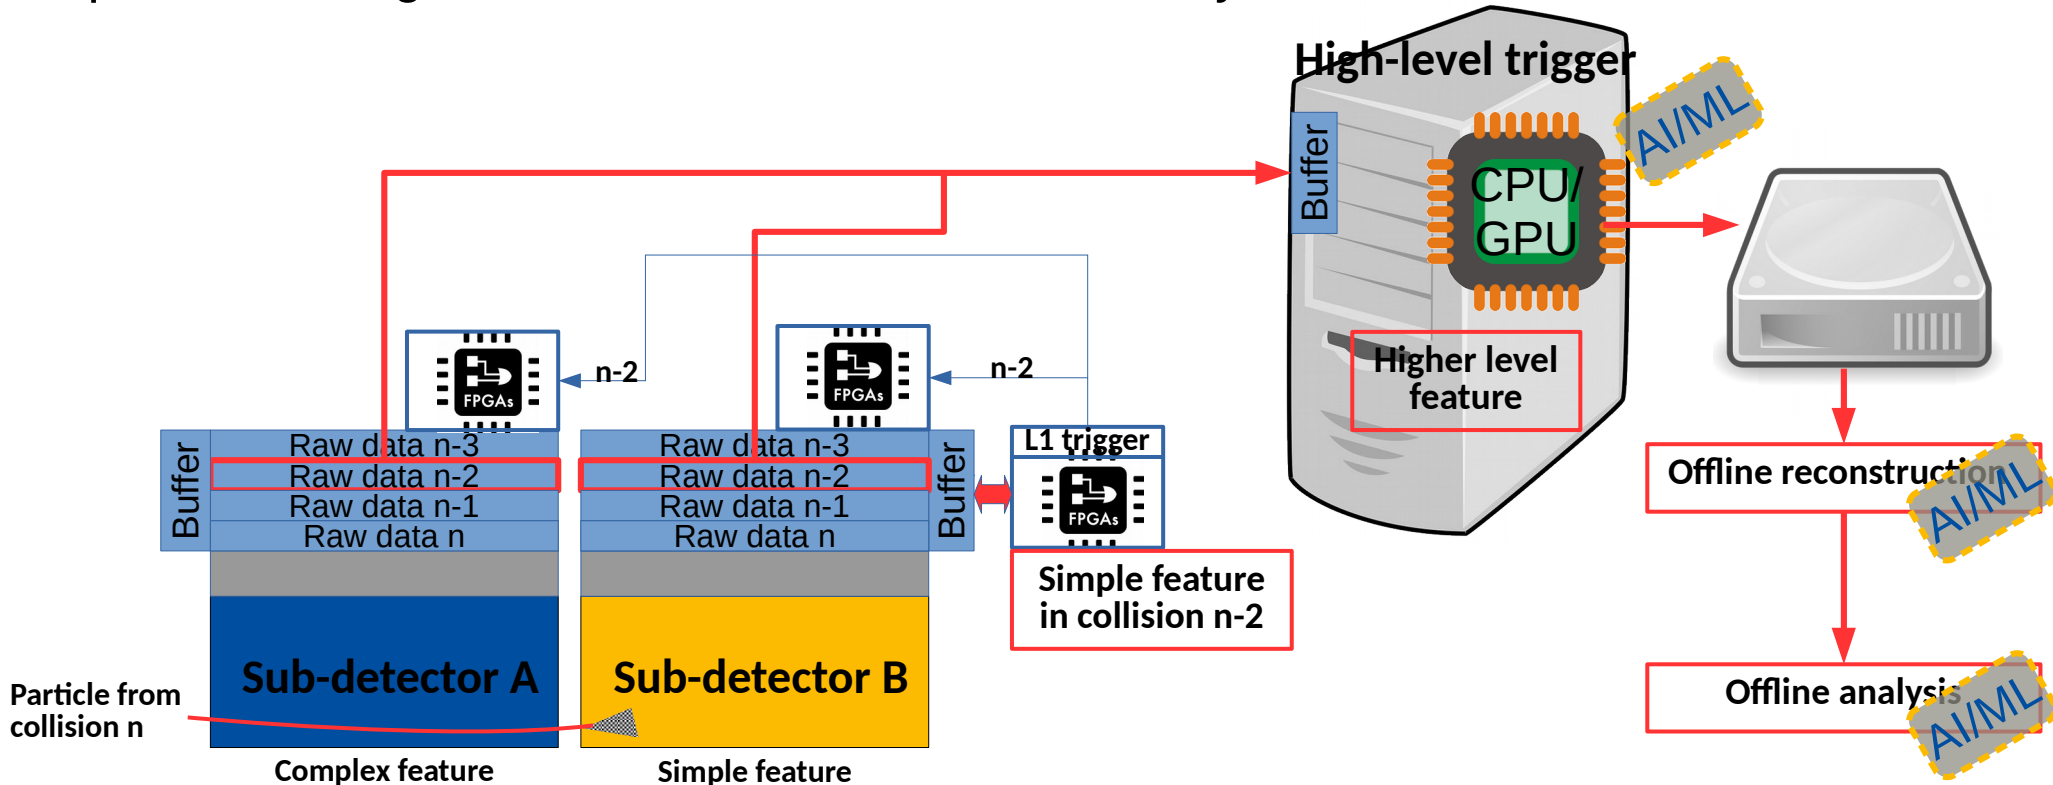 High-level trigger
AI/ML
Buffer
CPU/
GPU
Higher level
feature
n-2
FPGAs
n-2
FPGAs
L1 trigger
FPGAs
Simple feature
in collision n-2
Buffer
Raw data n-3
Raw data n-2
Raw data n-1
Raw data n
Raw data n-3
Raw data n-2
Raw data n-1
Raw data n
Buffer
Sub-detector A
Sub-detector B
Particle from
collision n
Complex feature
Simple feature
Offline reconstruction
AI/ML
Offline analysis
AI/ML